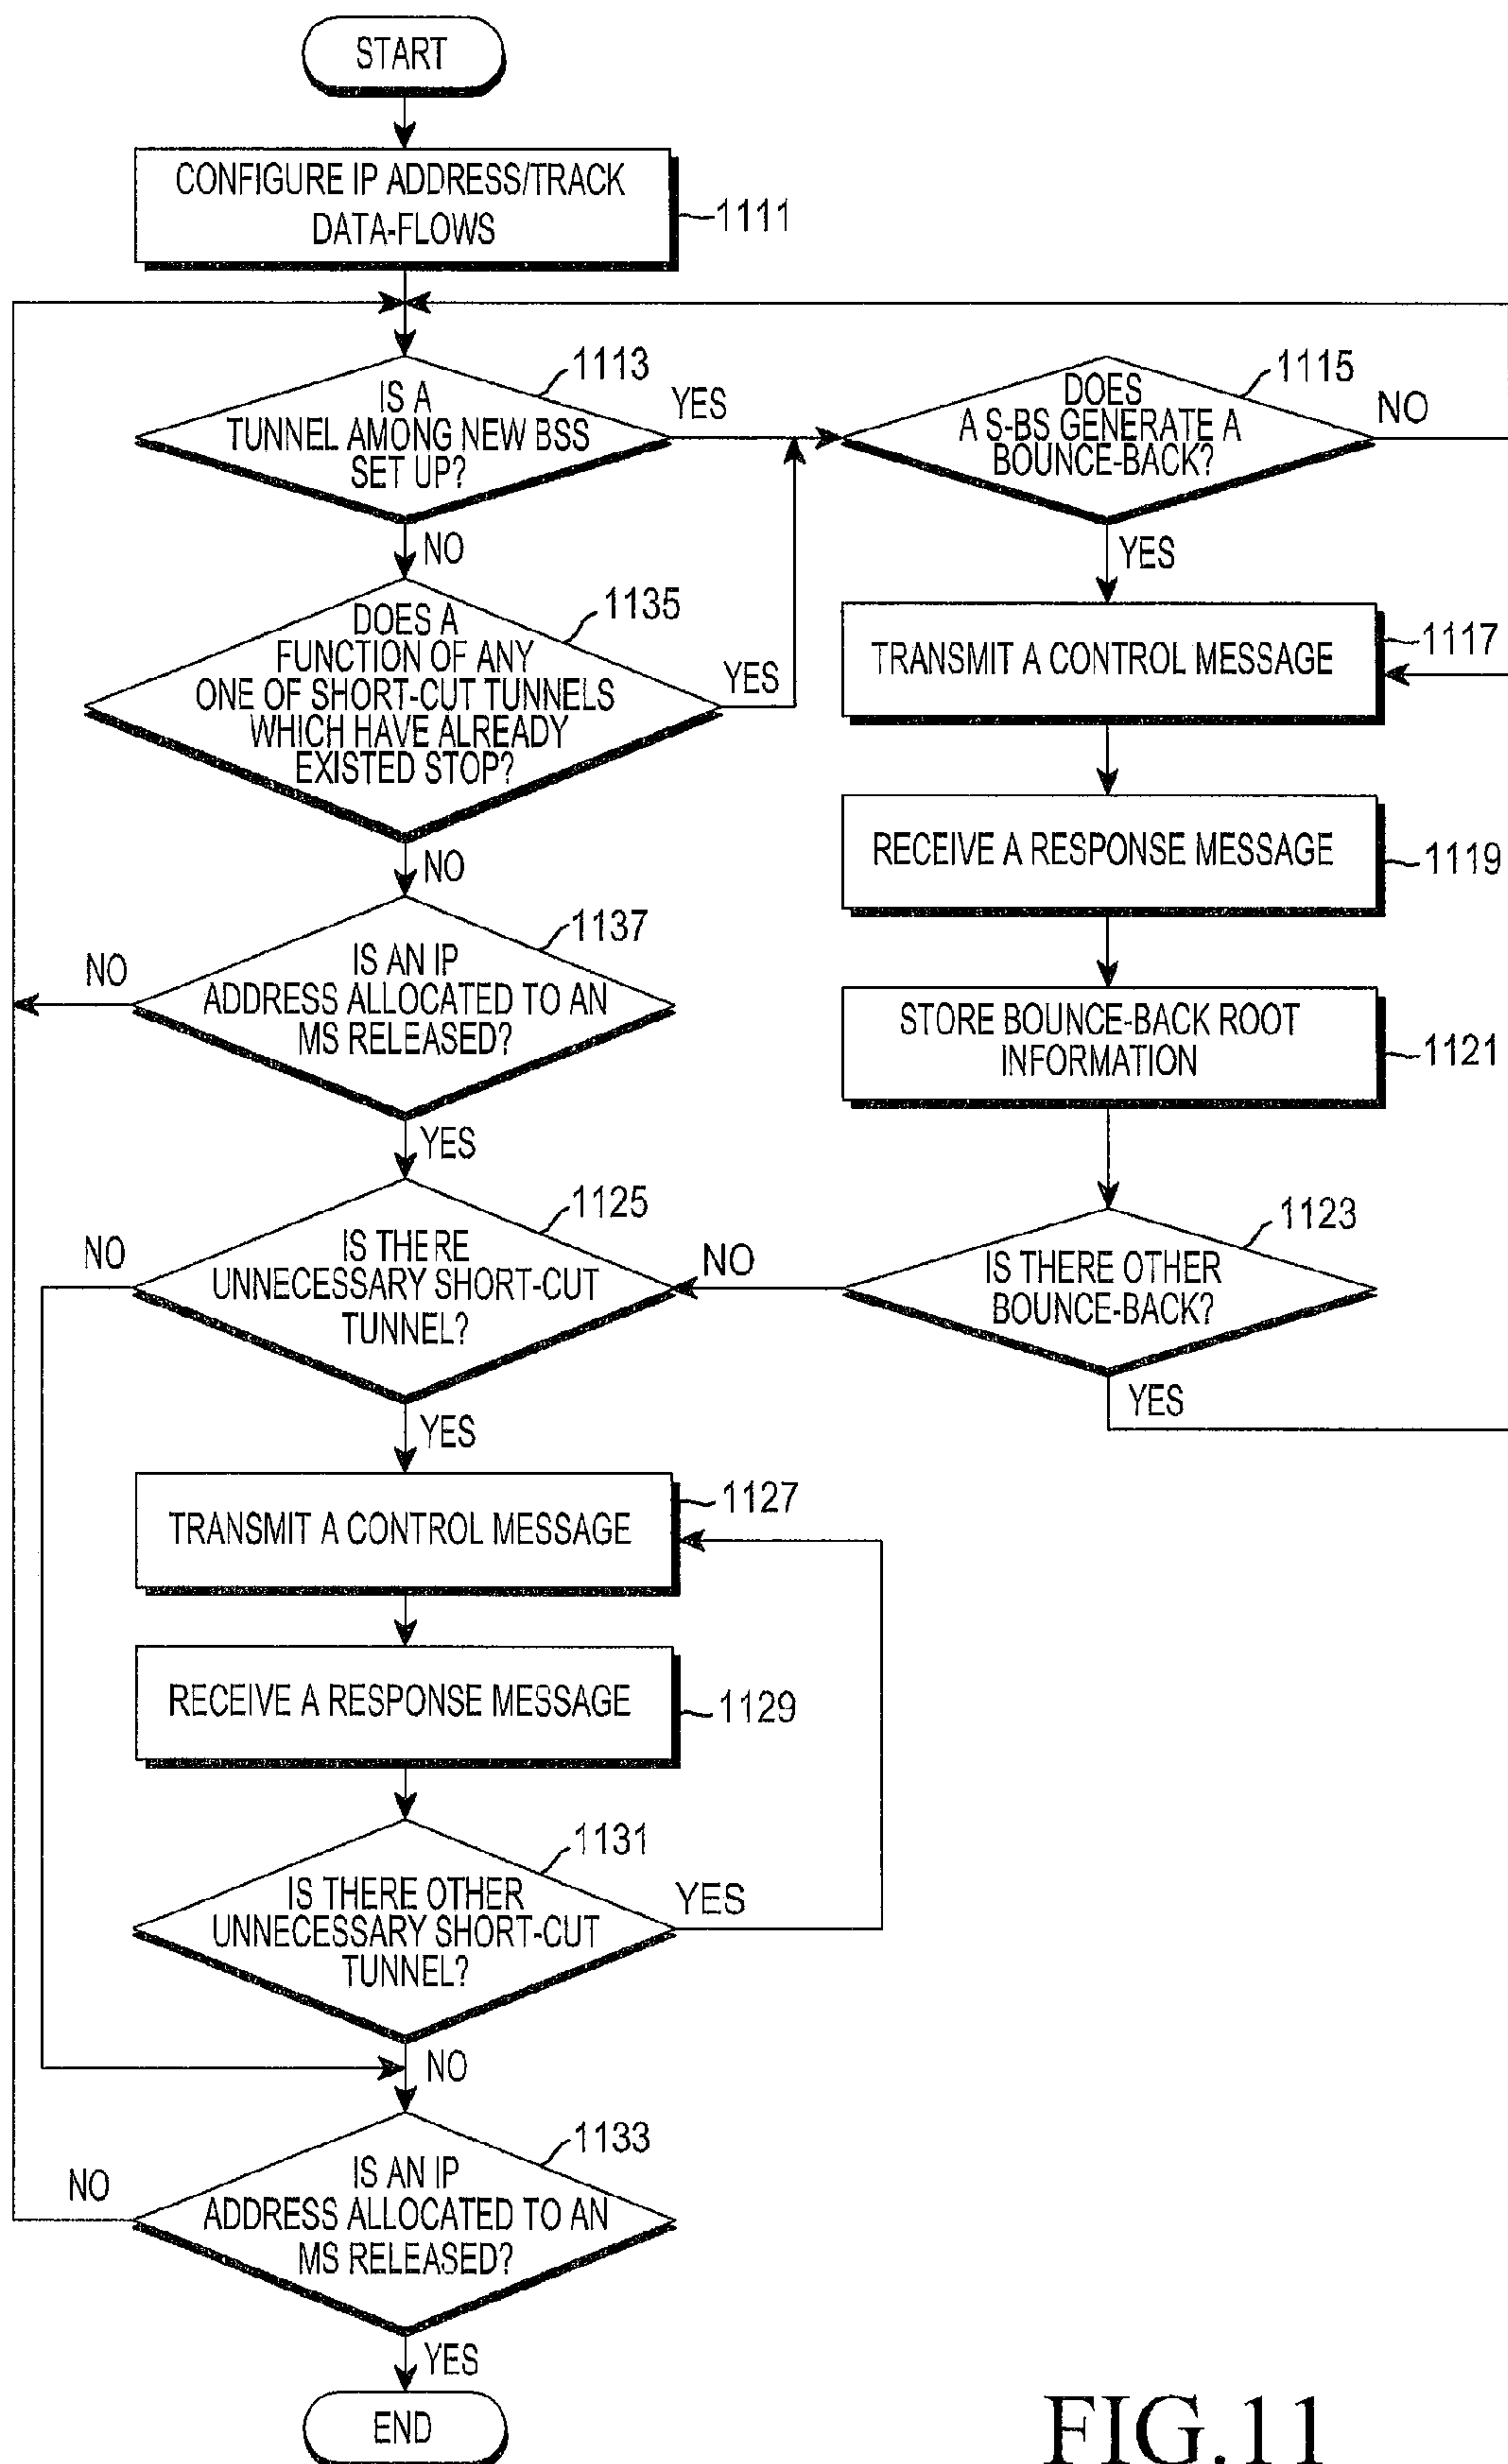 START
CONFIGURE IP ADDRESS/TRACK
DATA-FLOWS
1111
1113
IS A
TUNNEL AMONG NEW BSS
SET UP?
YES
NO
1115
DOES
A S-BS GENERATE A
BOUNCE-BACK?
NO
YES
1135
DOES A
FUNCTION OF ANY
ONE OF SHORT-CUT TUNNELS
WHICH HAVE ALREADY
EXISTED STOP?
YES
NO
TRANSMIT A CONTROL MESSAGE
1117
RECEIVE A RESPONSE MESSAGE
1119
1137
IS AN IP
ADDRESS ALLOCATED TO AN
MS RELEASED?
NO
YES
STORE BOUNCE-BACK ROOT
INFORMATION
1121
1125
IS THERE
UNNECESSARY SHORT-CUT
TUNNEL?
NO
YES
1123
IS THERE OTHER
BOUNCE-BACK?
NO
YES
TRANSMIT A CONTROL MESSAGE
1127
RECEIVE A RESPONSE MESSAGE
1129
1131
IS THERE OTHER
UNNECESSARY SHORT-CUT
TUNNEL?
YES
NO
1133
IS AN IP
ADDRESS ALLOCATED TO AN
MS RELEASED?
NO
YES
END
FIG.11